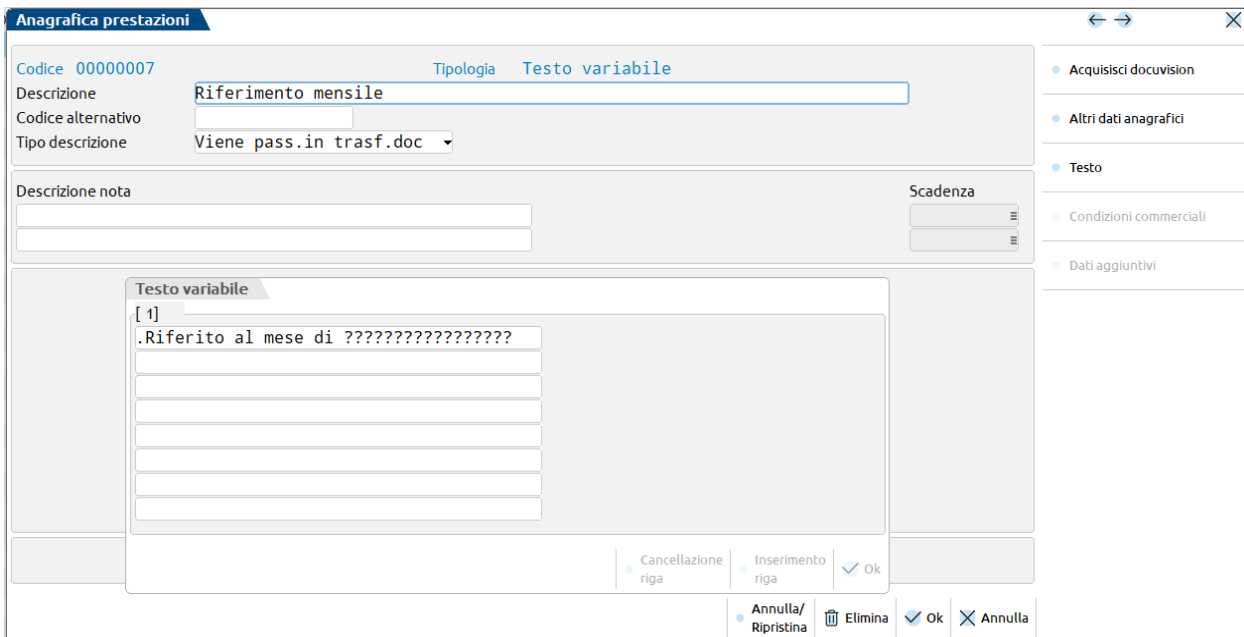 Anagrafica prestazioni
Codice 00000007 Tipologia Testo variabile
Descrizione Riferimento mensile
Codice alternativo
Tipo descrizione Viene pass.in trasf.doc
Descrizione nota Scadenza
Testo variabile
[ 1]
.Riferito al mese di ?????????????????
Cancellazione riga
Inserimento riga
Ok
Annulla/
Ripristina
Elimina
Ok
Annulla
Acquisisci docuvision
Altri dati anagrafici
Testo
Condizioni commerciali
Dati aggiuntivi